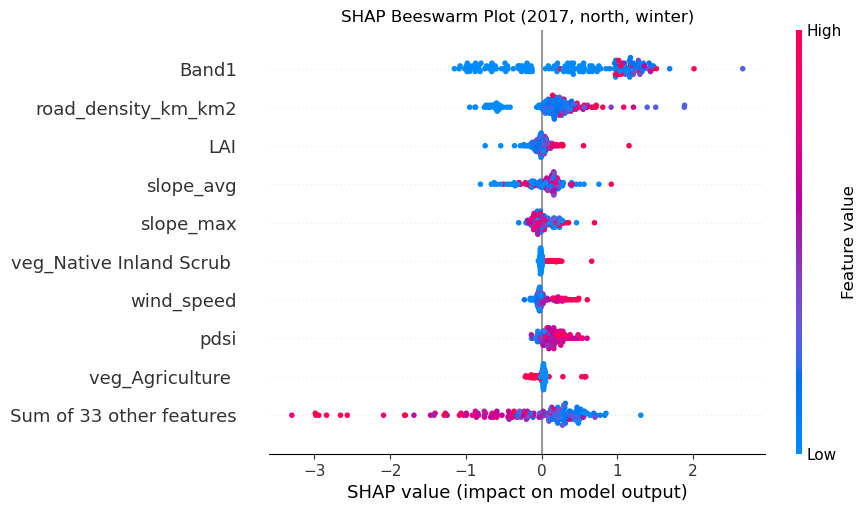 SHAP Beeswarm Plot (2017, north, winter)
High
Band1
road_density_km_km2
LAI
slope_avg
slope_max
veg_Native Inland Scrub
wind_speed
pdsi
veg_Agriculture
Sum of 33 other features
Feature value
Low
−3 −2 −1 0 1 2
SHAP value (impact on model output)